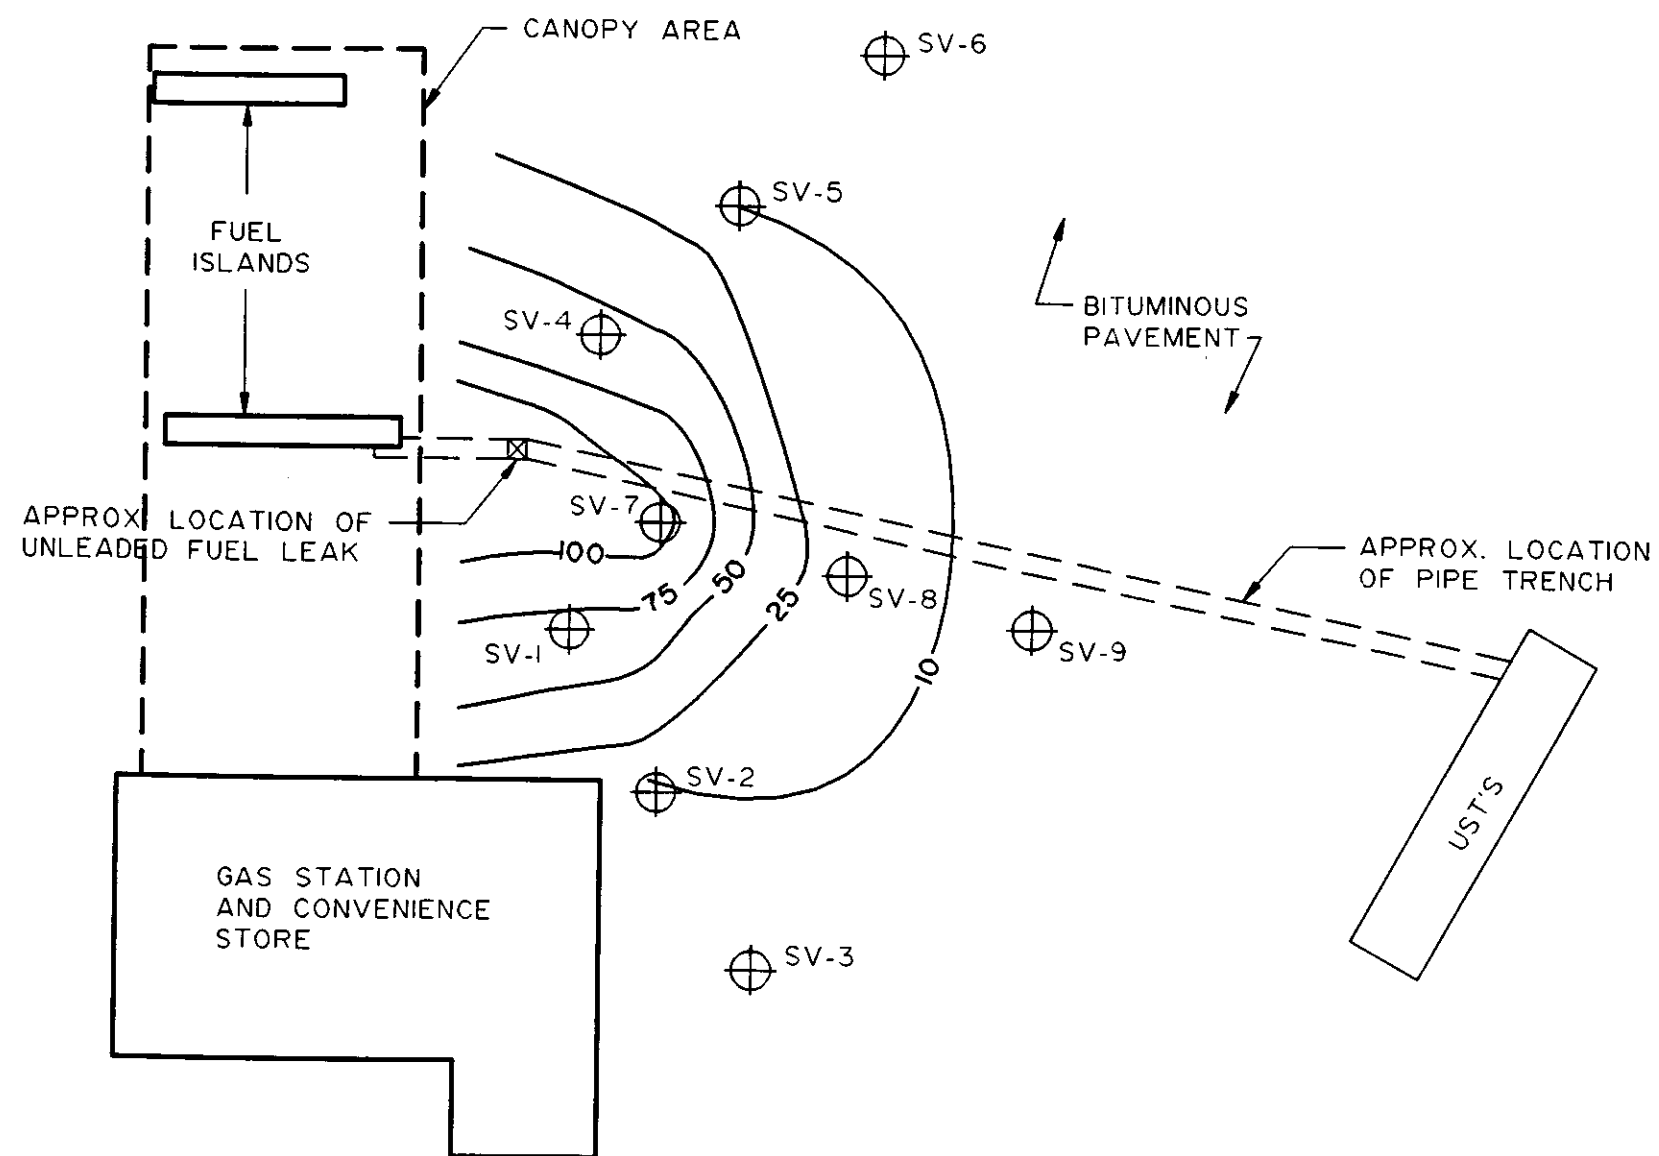 CANOPY AREA
SV-6
SV-5
FUEL
ISLANDS
SV-4
BITUMINOUS
PAVEMENT
SV-7
APPROX. LOCATION OF
UNLEADED FUEL LEAK
100
75
50
25
10
SV-8
APPROX. LOCATION
OF PIPE TRENCH
SV-1
SV-9
SV-2
UST'S
GAS STATION
AND CONVENIENCE
STORE
SV-3